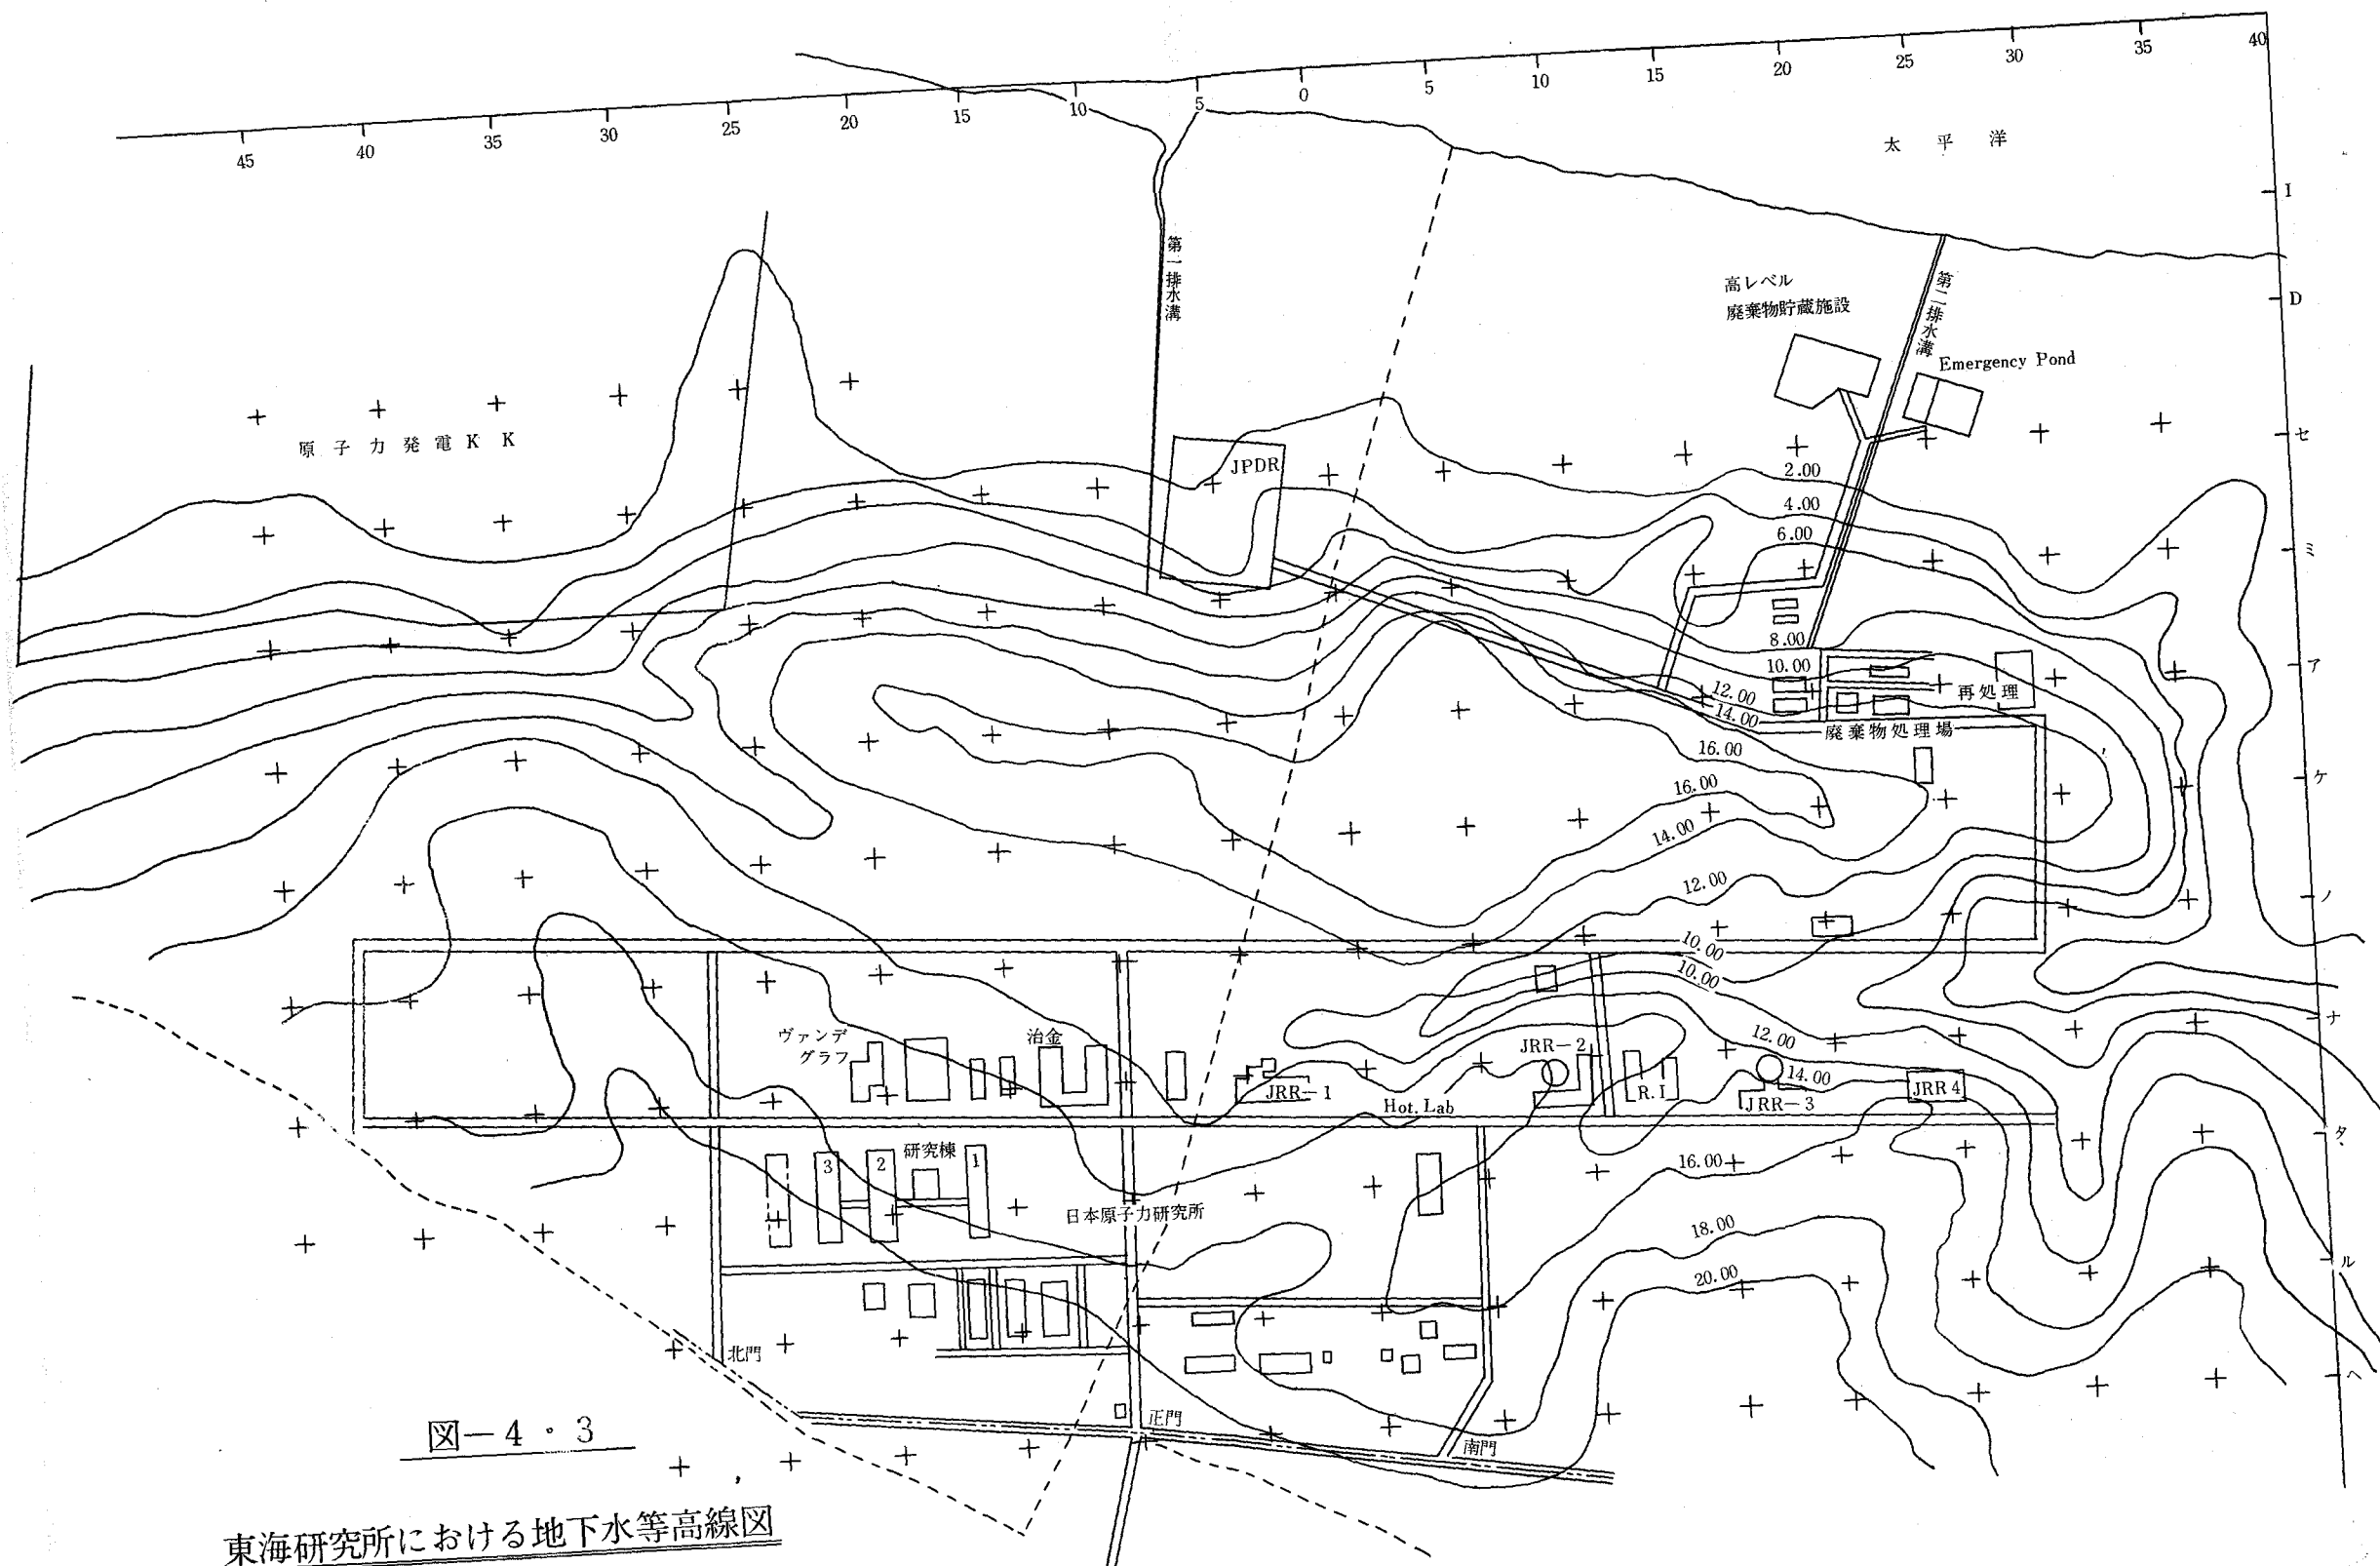 45
40
35
30
25
20
15
10
5
0
5
10
15
20
25
30
35
40
太平洋
I
D
セ
ミ
ア
ケ
ノ
ナ
タ
ル
ヘ
第一排水溝
第二排水溝
高レベル
廃棄物貯蔵施設
Emergency Pond
原子力発電K K
JPDR
2.00
4.00
6.00
8.00
10.00
12.00
14.00
再処理
廃棄物処理場
16.00
16.00
14.00
12.00
10.00
10.00
12.00
14.00
16.00
18.00
20.00
ヴァンデ
グラフ
冶金
JRR-1
Hot. Lab
JRR-2
R.I
JRR-3
JRR 4
研究棟
3
2
1
日本原子力研究所
北門
正門
南門
図-4・3
東海研究所における地下水等高線図